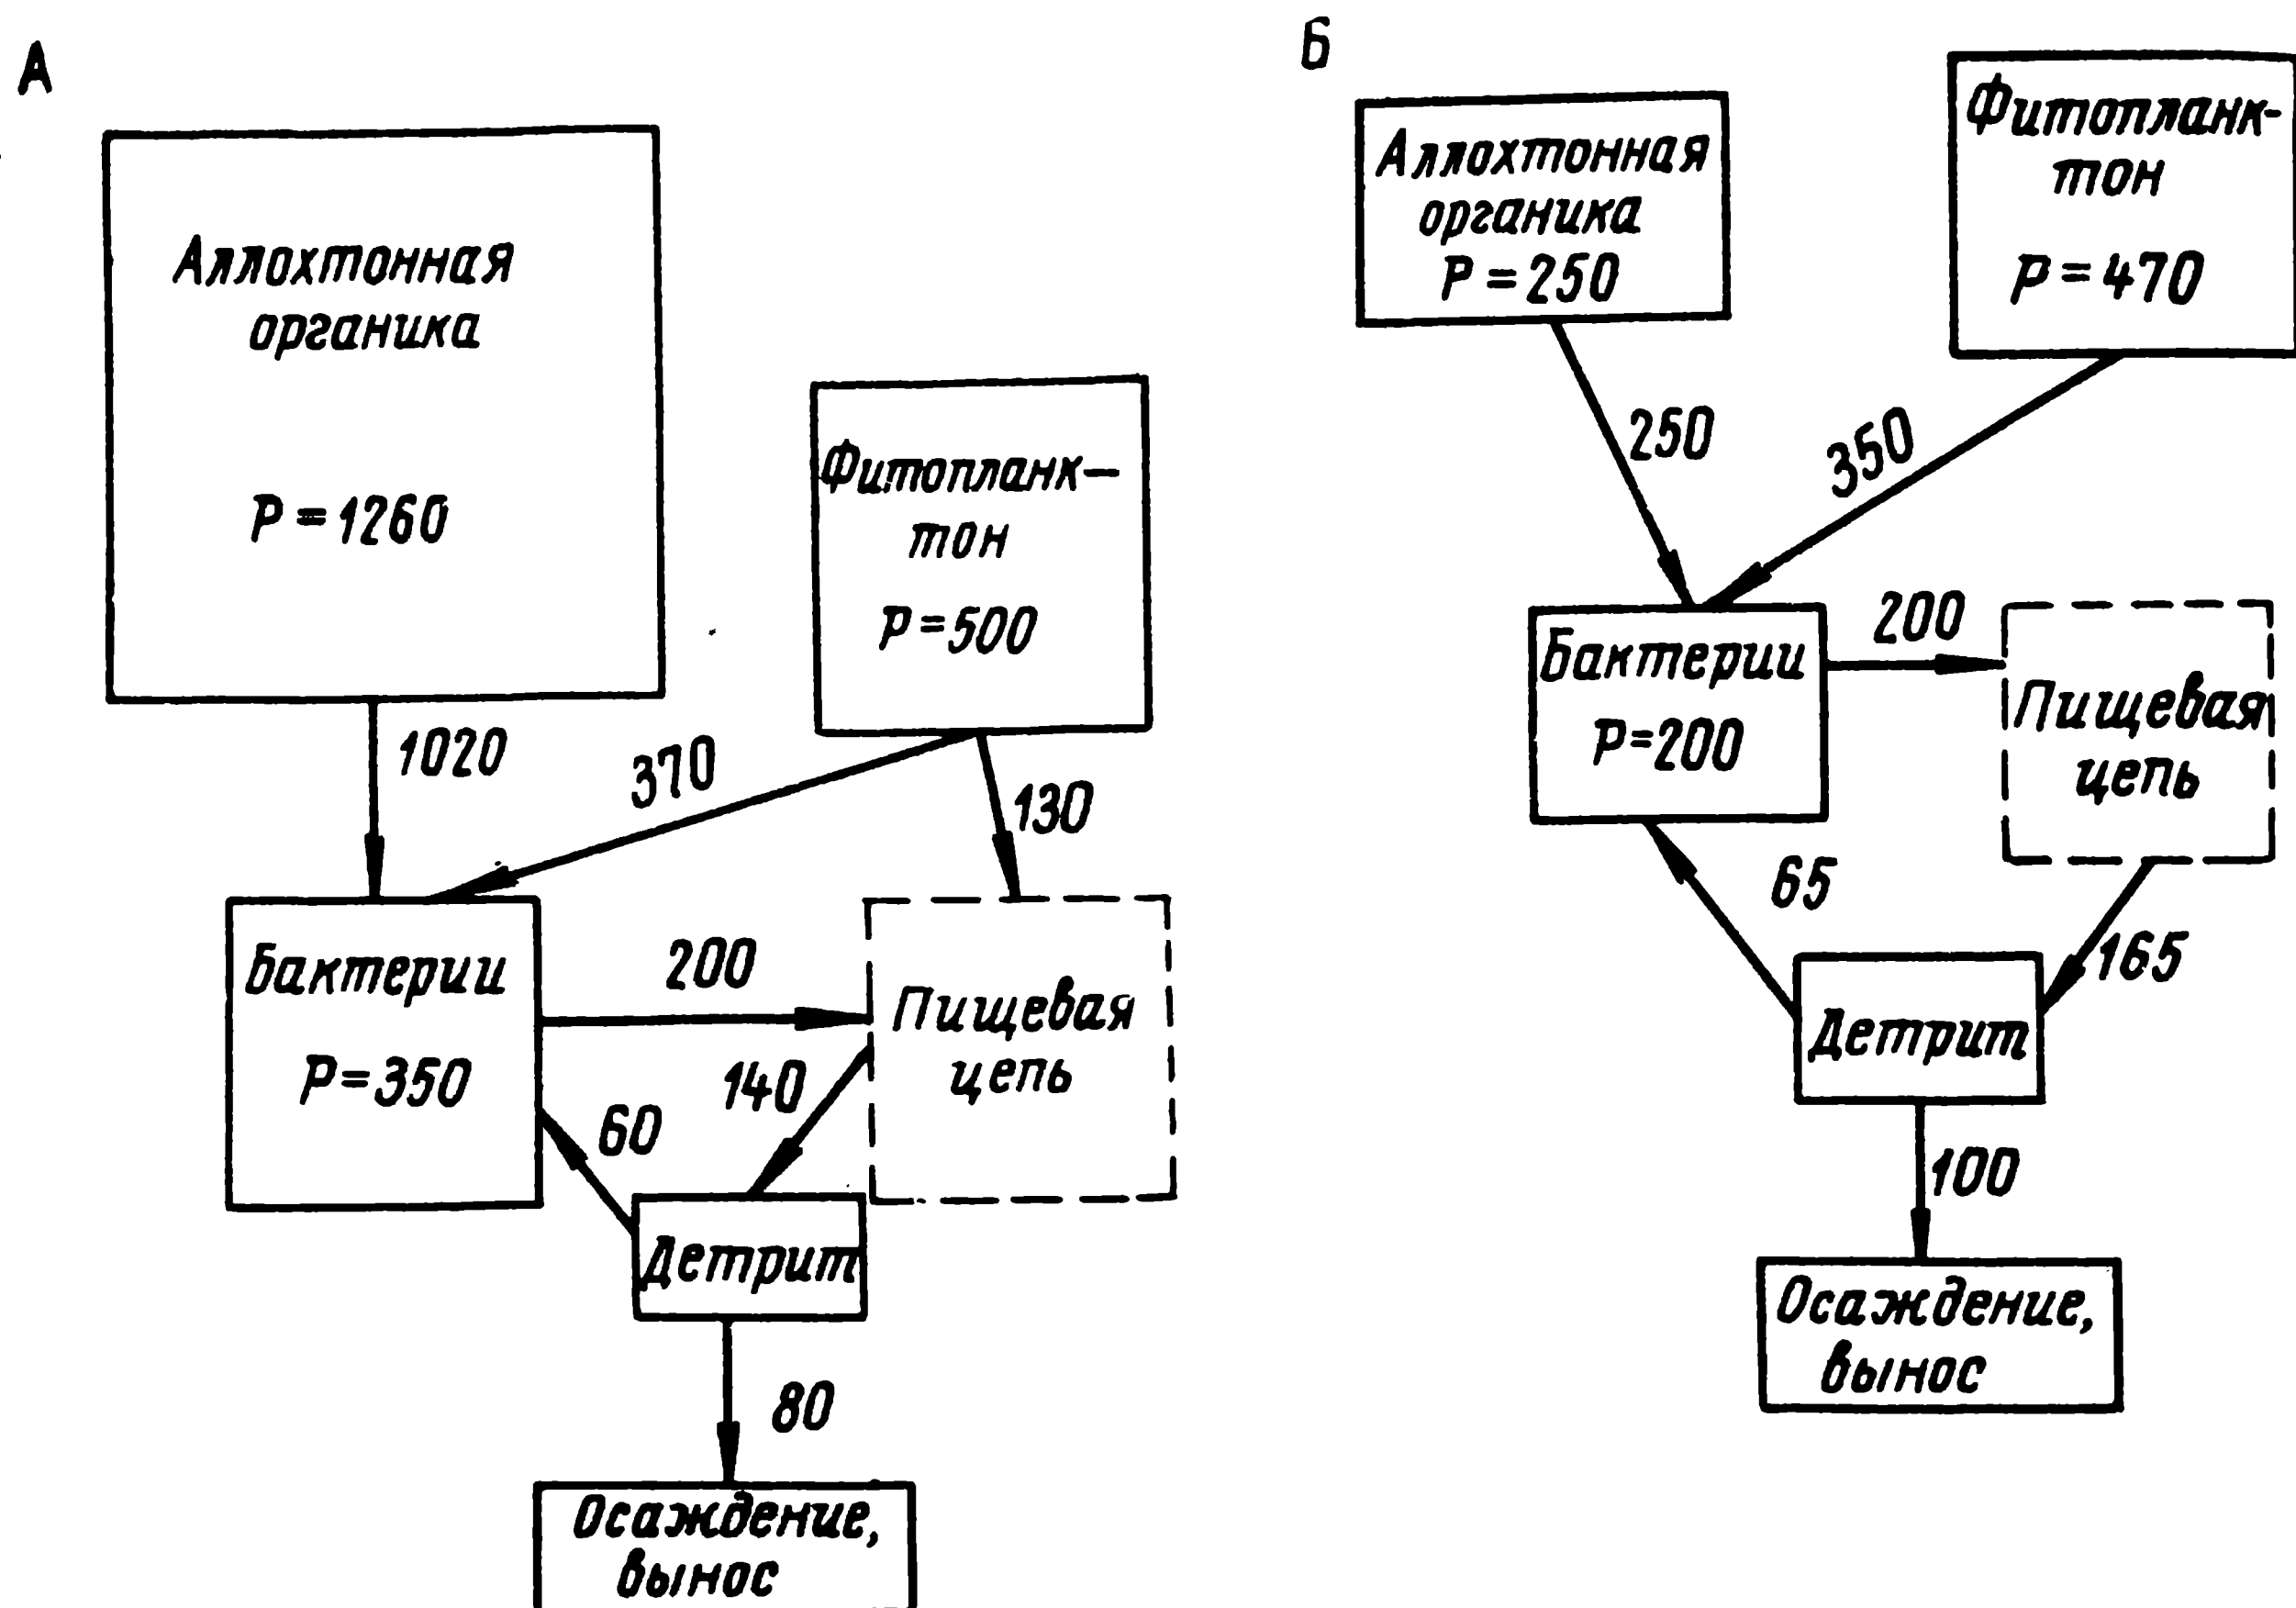 А
Аллохтонная
органика
P=1260
Фитопланк-
тон
P=500
1020
370
130
Бактерии
P=350
200
Пищевая
цепь
140
60
Детрит
80
Осаждение,
вынос
Б
Аллохтонная
органика
P=250
Фитопланк-
тон
P=470
250
350
Бактерии
P=200
200
Пищевая
цепь
65
165
Детрит
100
Осаждение,
вынос